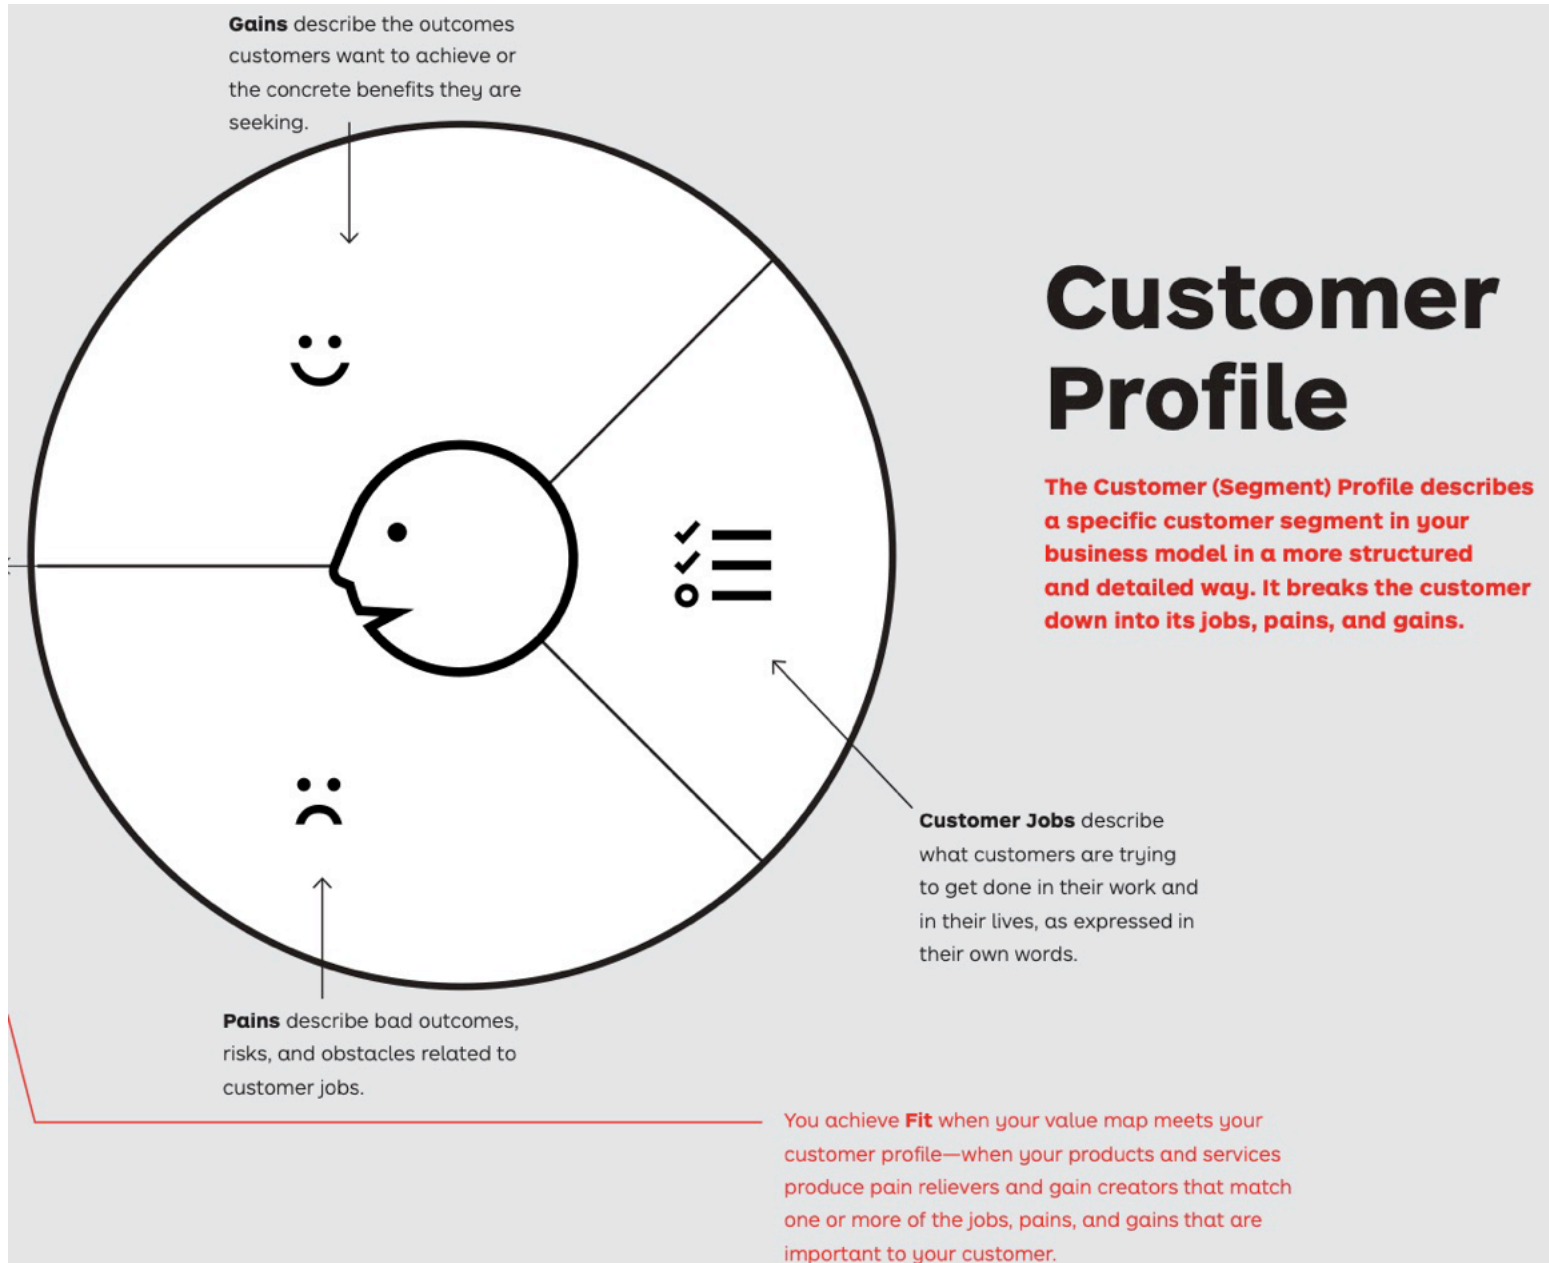 Gains describe the outcomes
customers want to achieve or
the concrete benefits they are
seeking.
Customer
Profile
The Customer (Segment) Profile describes
a specific customer segment in your
business model in a more structured
and detailed way. It breaks the customer
down into its jobs, pains, and gains.
Customer Jobs describe
what customers are trying
to get done in their work and
in their lives, as expressed in
their own words.
Pains describe bad outcomes,
risks, and obstacles related to
customer jobs.
You achieve Fit when your value map meets your
customer profile—when your products and services
produce pain relievers and gain creators that match
one or more of the jobs, pains, and gains that are
important to your customer.